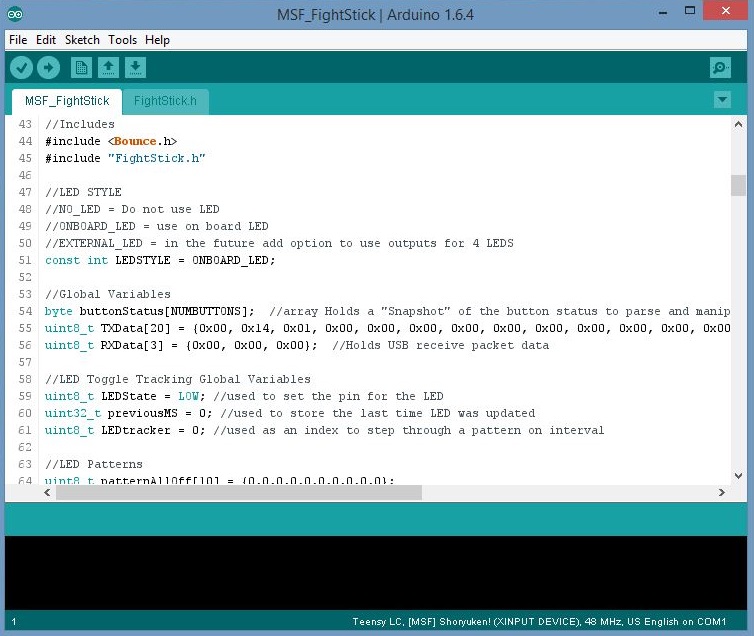 MSF_FightStick | Arduino 1.6.4
File Edit Sketch Tools Help
MSF_FightStick FightStick.h
43 //Includes
44 #include <Bounce.h>
45 #include "FightStick.h"
46
47 //LED STYLE
48 //NO_LED = Do not use LED
49 //ONBOARD_LED = use on board LED
50 //EXTERNAL_LED = in the future add option to use outputs for 4 LEDS
51 const int LEDSTYLE = ONBOARD_LED;
52
53 //Global Variables
54 byte buttonStatus[NUMBUTTONS];  //array Holds a "Snapshot" of the button status to parse and manip
55 uint8_t TXData[20] = {0x00, 0x14, 0x01, 0x00, 0x00, 0x00, 0x00, 0x00, 0x00, 0x00, 0x00, 0x00, 0x00
56 uint8_t RXData[3] = {0x00, 0x00, 0x00};  //Holds USB receive packet data
57
58 //LED Toggle Tracking Global Variables
59 uint8_t LEDState = LOW; //used to set the pin for the LED
60 uint32_t previousMS = 0; //used to store the last time LED was updated
61 uint8_t LEDtracker = 0; //used as an index to step through a pattern on interval
62
63 //LED Patterns
64 uint8_t patternAllOff[10] = {0,0,0,0,0,0,0,0,0,0};
1 Teensy LC, [MSF] Shoryuken! (XINPUT DEVICE), 48 MHz, US English on COM1